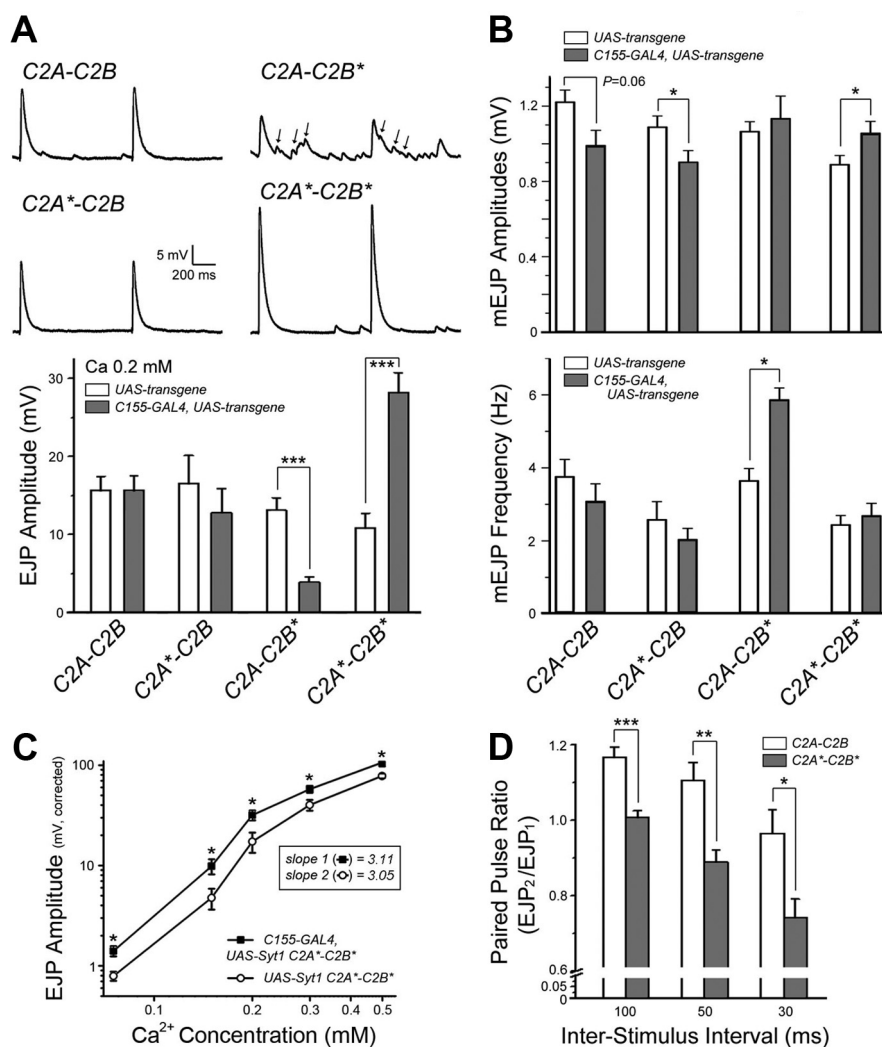 A
C2A-C2B
C2A-C2B*
C2A*-C2B
C2A*-C2B*
5 mV
200 ms
Ca 0.2 mM
UAS-transgene
C155-GAL4, UAS-transgene
***
***
EJP Amplitude (mV)
30
20
10
0
C2A-C2B
C2A*-C2B
C2A-C2B*
C2A*-C2B*
B
UAS-transgene
C155-GAL4, UAS-transgene
P=0.06
*
*
mEJP Amplitudes (mV)
1.2
0.8
0.4
0
UAS-transgene
C155-GAL4,
UAS-transgene
*
mEJP Frequency (Hz)
6
4
2
0
C2A-C2B
C2A*-C2B
C2A-C2B*
C2A*-C2B*
C
EJP Amplitude (mV, corrected)
100
10
1
* * * * *
slope 1 ( ) = 3.11
slope 2 ( ) = 3.05
C155-GAL4,
UAS-Syt1 C2A*-C2B*
UAS-Syt1 C2A*-C2B*
0.1 0.2 0.3 0.4 0.5
Ca2+ Concentration (mM)
D
C2A-C2B
C2A*-C2B*
***
**
*
Paired Pulse Ratio
(EJP2/EJP1)
1.2
1.0
0.8
0.6
0.05
0
100 50 30
Inter-Stimulus Interval (ms)